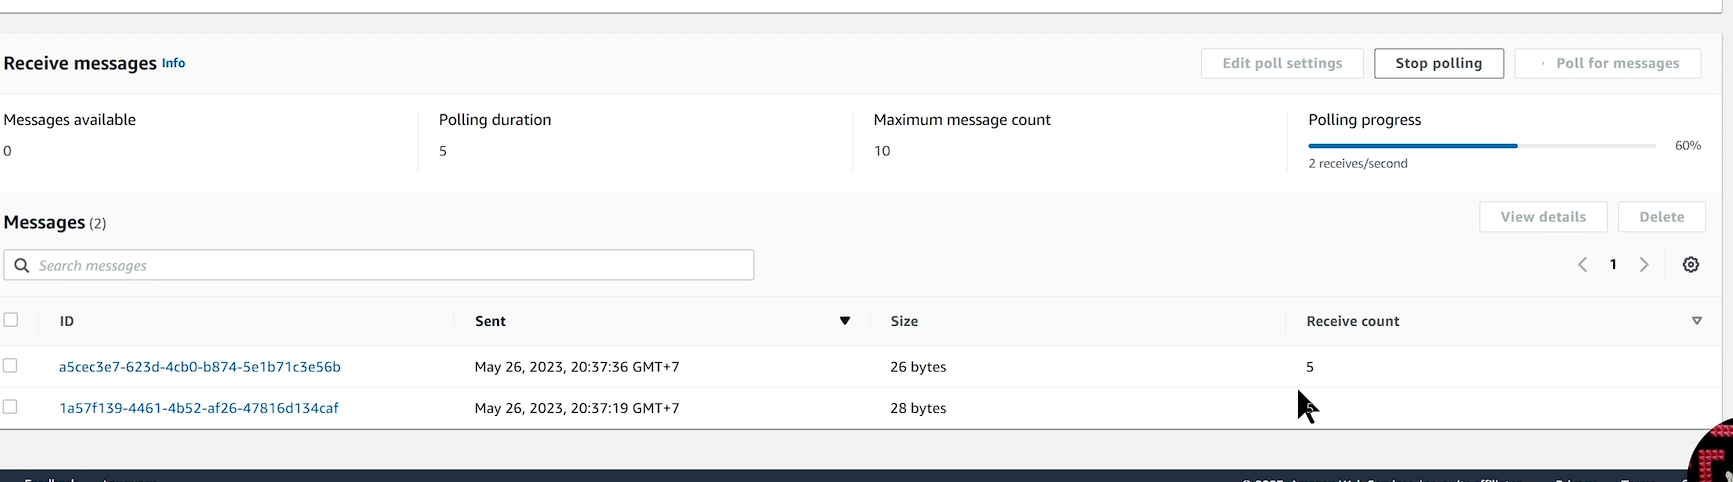 Receive messages Info
Edit poll settings
Stop polling
Poll for messages
Messages available
0
Polling duration
5
Maximum message count
10
Polling progress
60%
2 receives/second
Messages (2)
View details
Delete
Search messages
1
ID Sent Size Receive count
a5cec3e7-623d-4cb0-b874-5e1b71c3e56b May 26, 2023, 20:37:36 GMT+7 26 bytes 5
1a57f139-4461-4b52-af26-47816d134caf May 26, 2023, 20:37:19 GMT+7 28 bytes